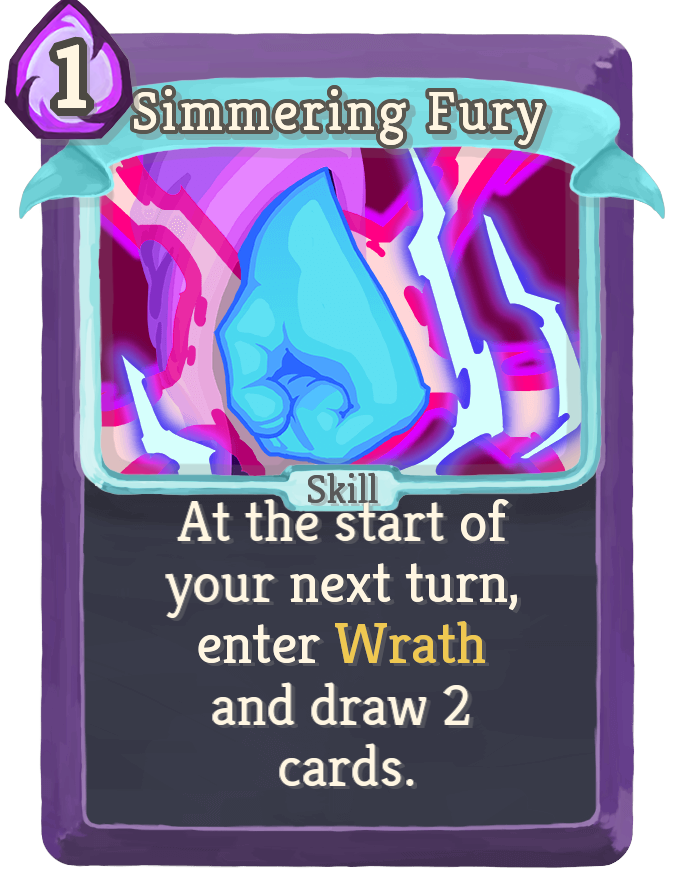 1
Simmering Fury
Skill
At the start of
your next turn,
enter Wrath
and draw 2
cards.